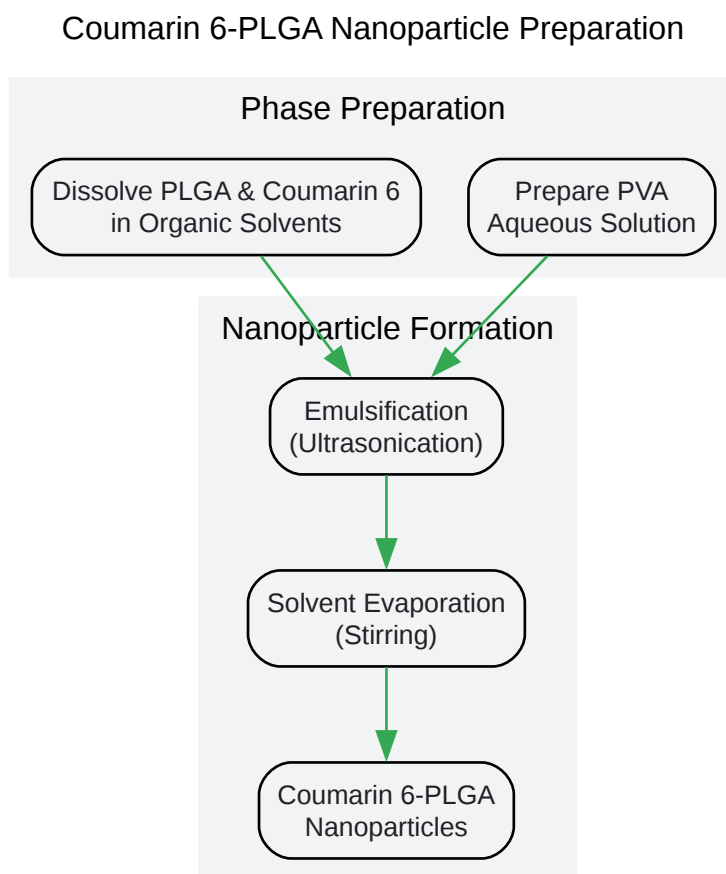 Coumarin 6-PLGA Nanoparticle Preparation
Phase Preparation
Dissolve PLGA & Coumarin 6
in Organic Solvents
Prepare PVA
Aqueous Solution
Nanoparticle Formation
Emulsification
(Ultrasonication)
Solvent Evaporation
(Stirring)
Coumarin 6-PLGA
Nanoparticles